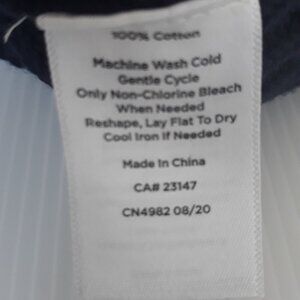 100% Cotton
Machine Wash Cold
Gentle Cycle
Only Non-Chlorine Bleach
When Needed
Reshape, Lay Flat To Dry
Cool Iron If Needed
Made In China
CA# 23147
CN4982 08/20